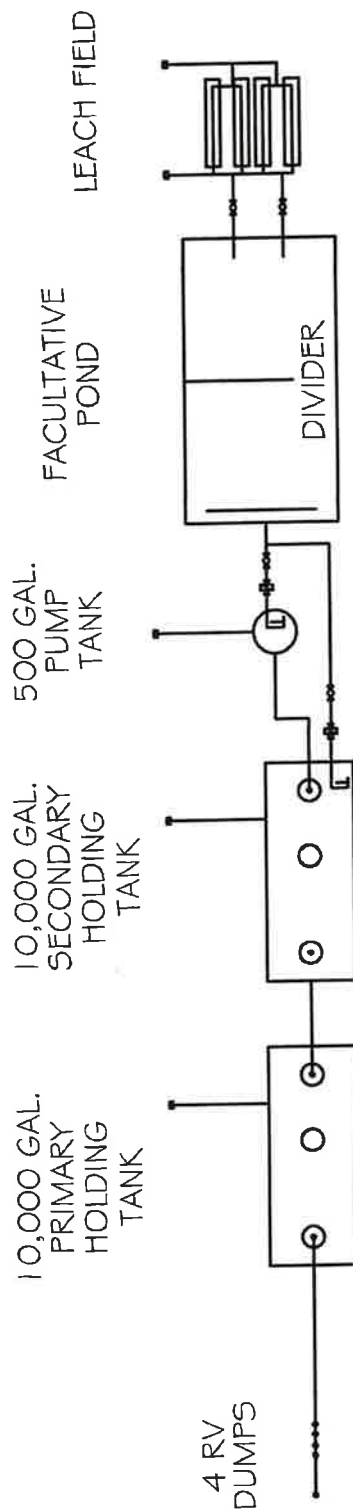 4 RV
DUMPS
10,000 GAL.
PRIMARY
HOLDING
TANK
10,000 GAL.
SECONDARY
HOLDING
TANK
500 GAL.
PUMP
TANK
FACULTATIVE
POND
DIVIDER
LEACH FIELD